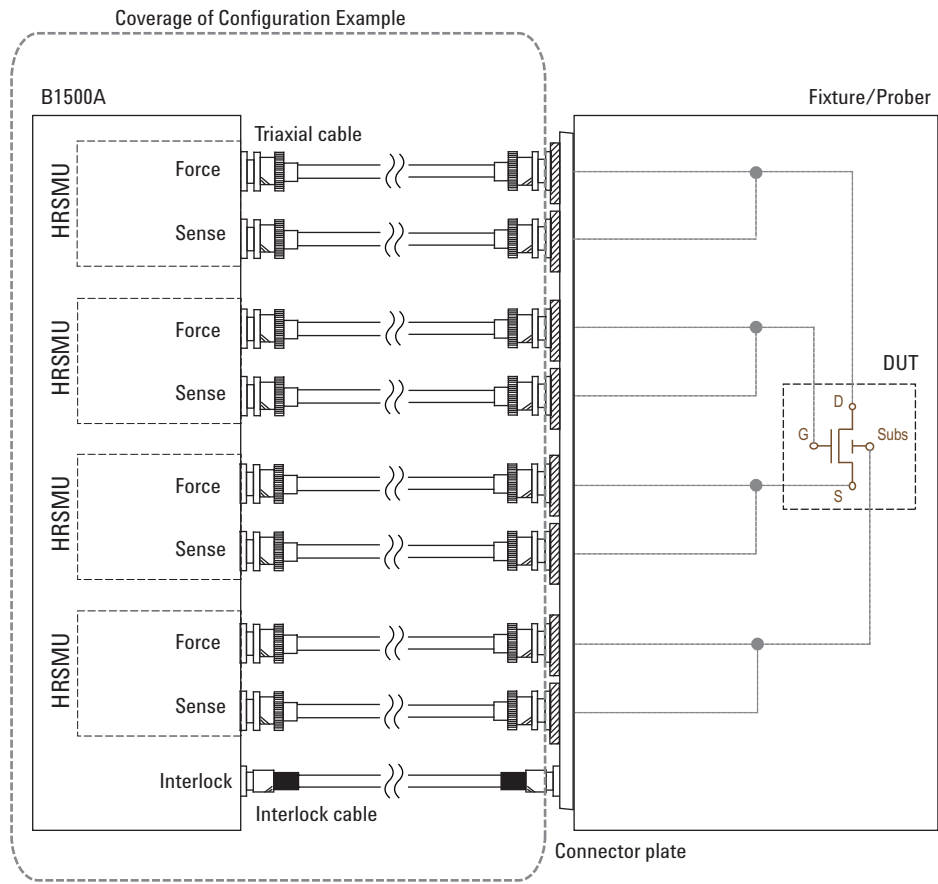 Coverage of Configuration Example
B1500A
Fixture/Prober
Triaxial cable
HRSMU
Force
Sense
HRSMU
Force
Sense
DUT
D
G
Subs
S
HRSMU
Force
Sense
HRSMU
Force
Sense
Interlock
Interlock cable
Connector plate